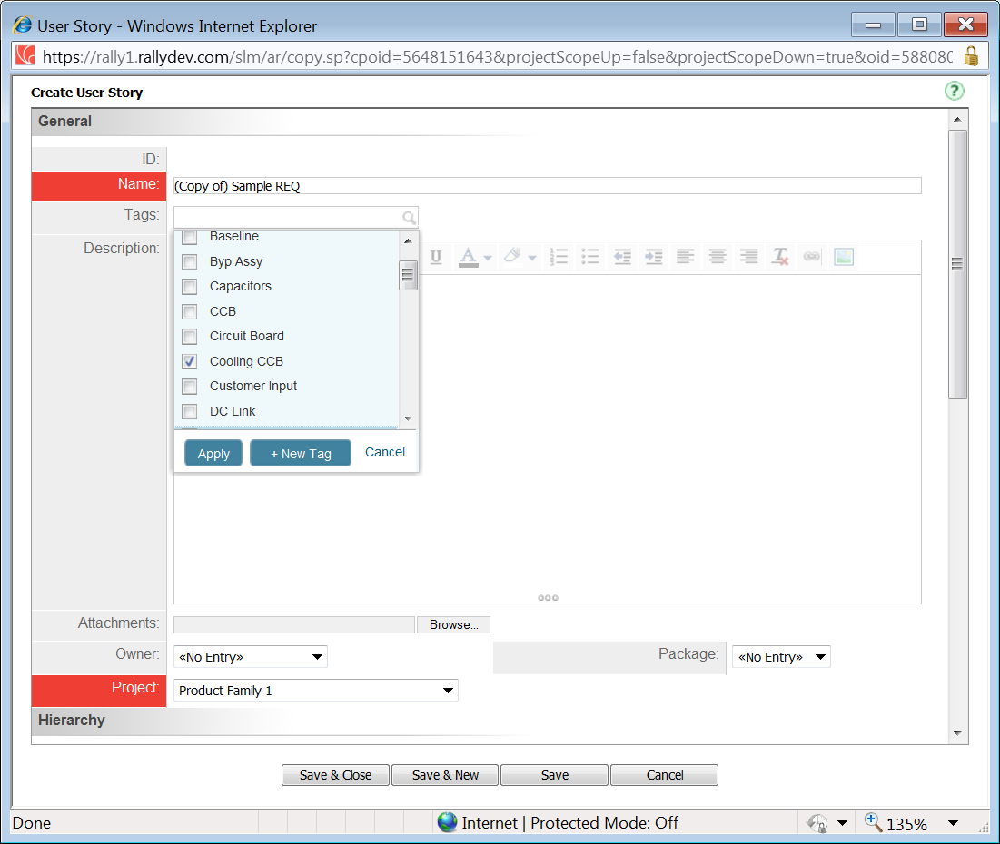 User Story - Windows Internet Explorer
https://rally1.rallydev.com/slm/ar/copy.sp?cpoid=5648151643&projectScopeUp=false&projectScopeDown=true&oid=588080
Create User Story
?
General
ID:
Name: (Copy of) Sample REQ
Tags:
Description:
Baseline
Byp Assy
Capacitors
CCB
Circuit Board
Cooling CCB
Customer Input
DC Link
Apply + New Tag Cancel
U A
Attachments: Browse...
Owner: «No Entry» Package: «No Entry»
Project: Product Family 1
Hierarchy
Save & Close Save & New Save Cancel
Done Internet | Protected Mode: Off 135%